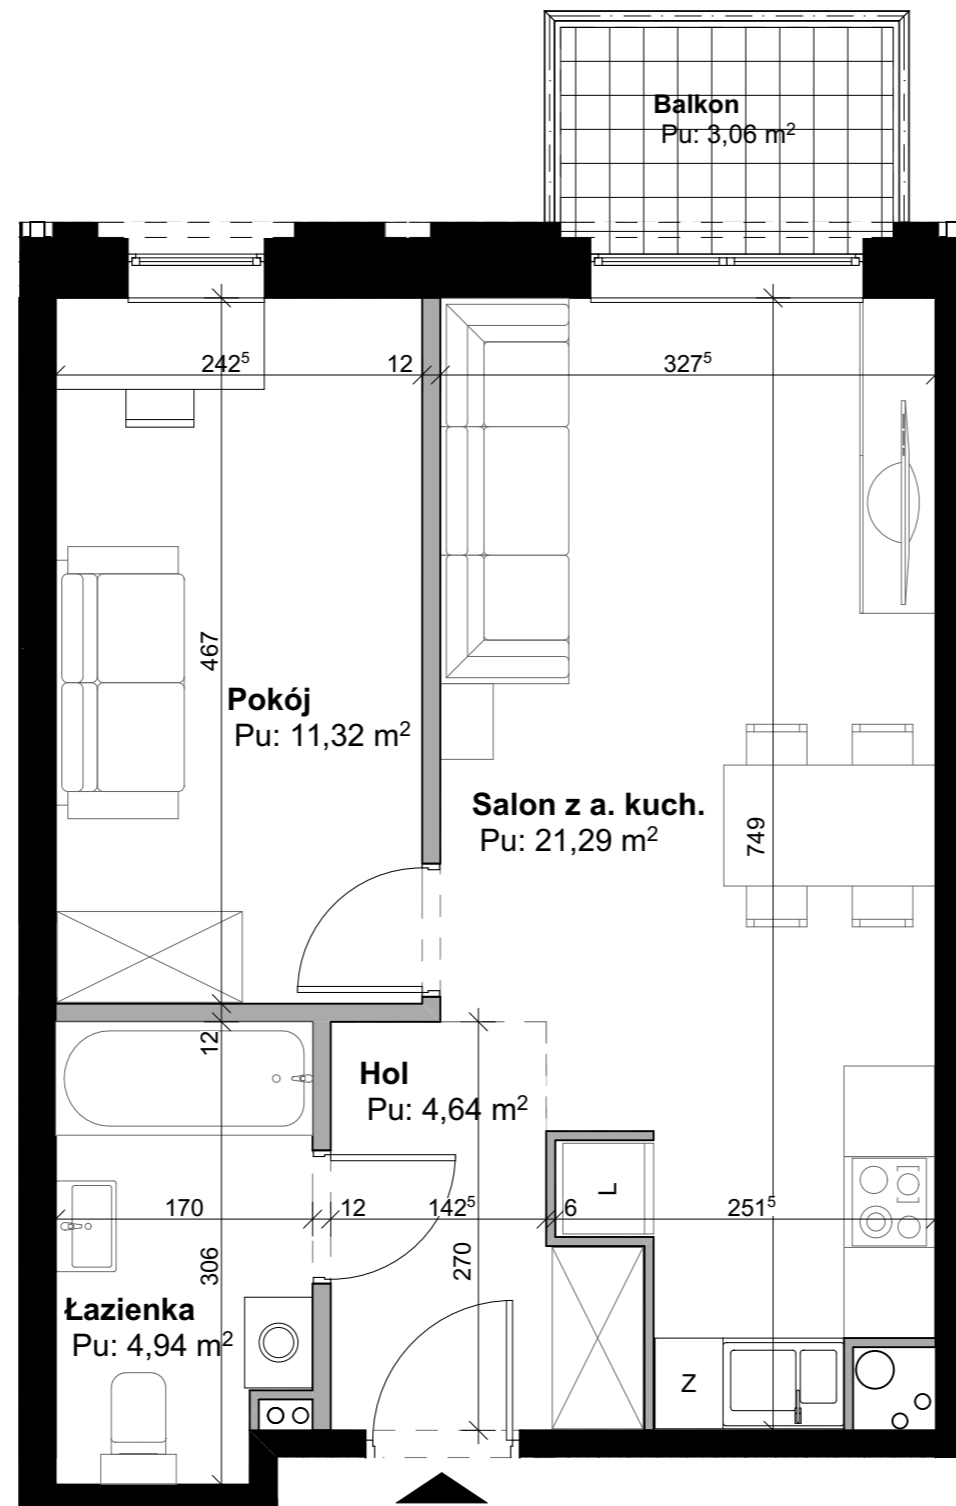 Balkon
Pu: 3,06 m²
242⁵
12
327⁵
467
Pokój
Pu: 11,32 m²
Salon z a. kuch.
Pu: 21,29 m²
749
12
Hol
Pu: 4,64 m²
L
170
12
142⁵
6
251⁵
306
270
Łazienka
Pu: 4,94 m²
Z